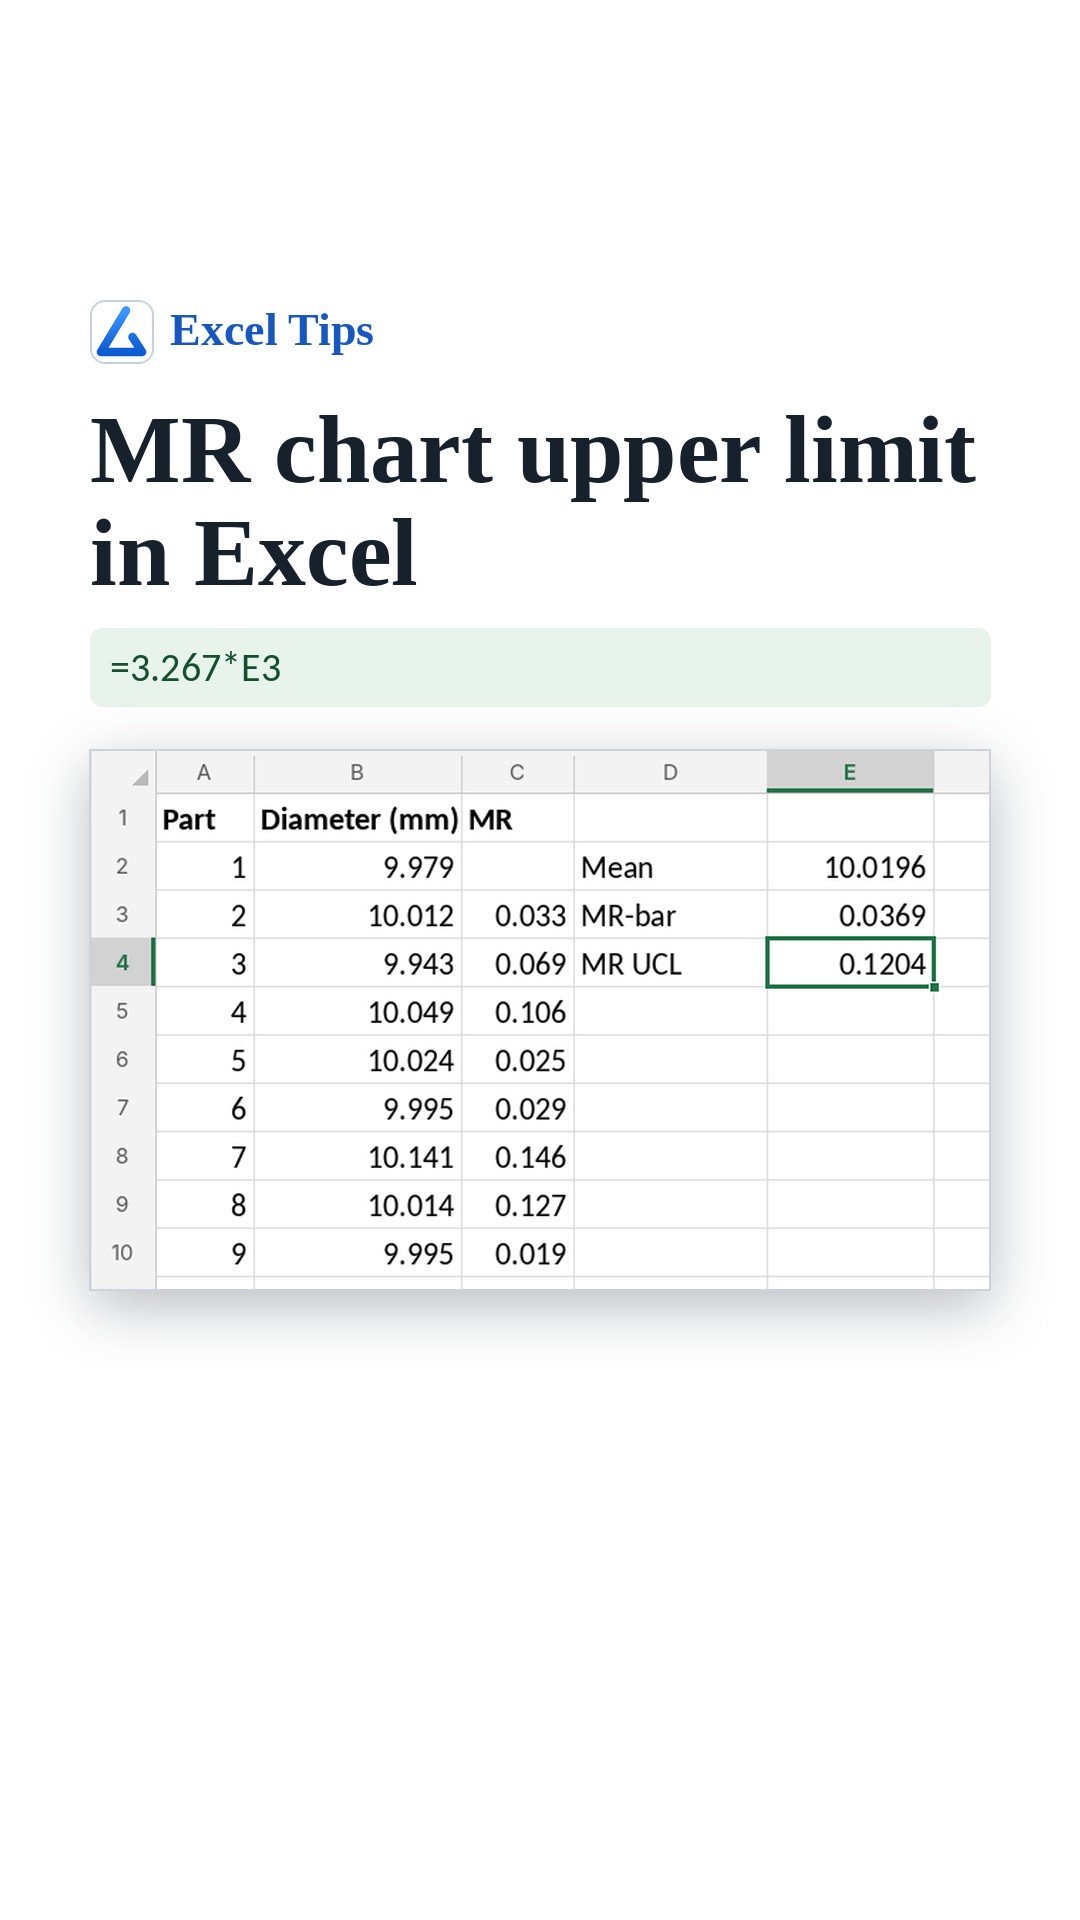 Excel Tips
MR chart upper limit
in Excel
=3.267*E3
A B C D E
1 Part Diameter (mm) MR
2 1 9.979 Mean 10.0196
3 2 10.012 0.033 MR-bar 0.0369
4 3 9.943 0.069 MR UCL 0.1204
5 4 10.049 0.106
6 5 10.024 0.025
7 6 9.995 0.029
8 7 10.141 0.146
9 8 10.014 0.127
10 9 9.995 0.019